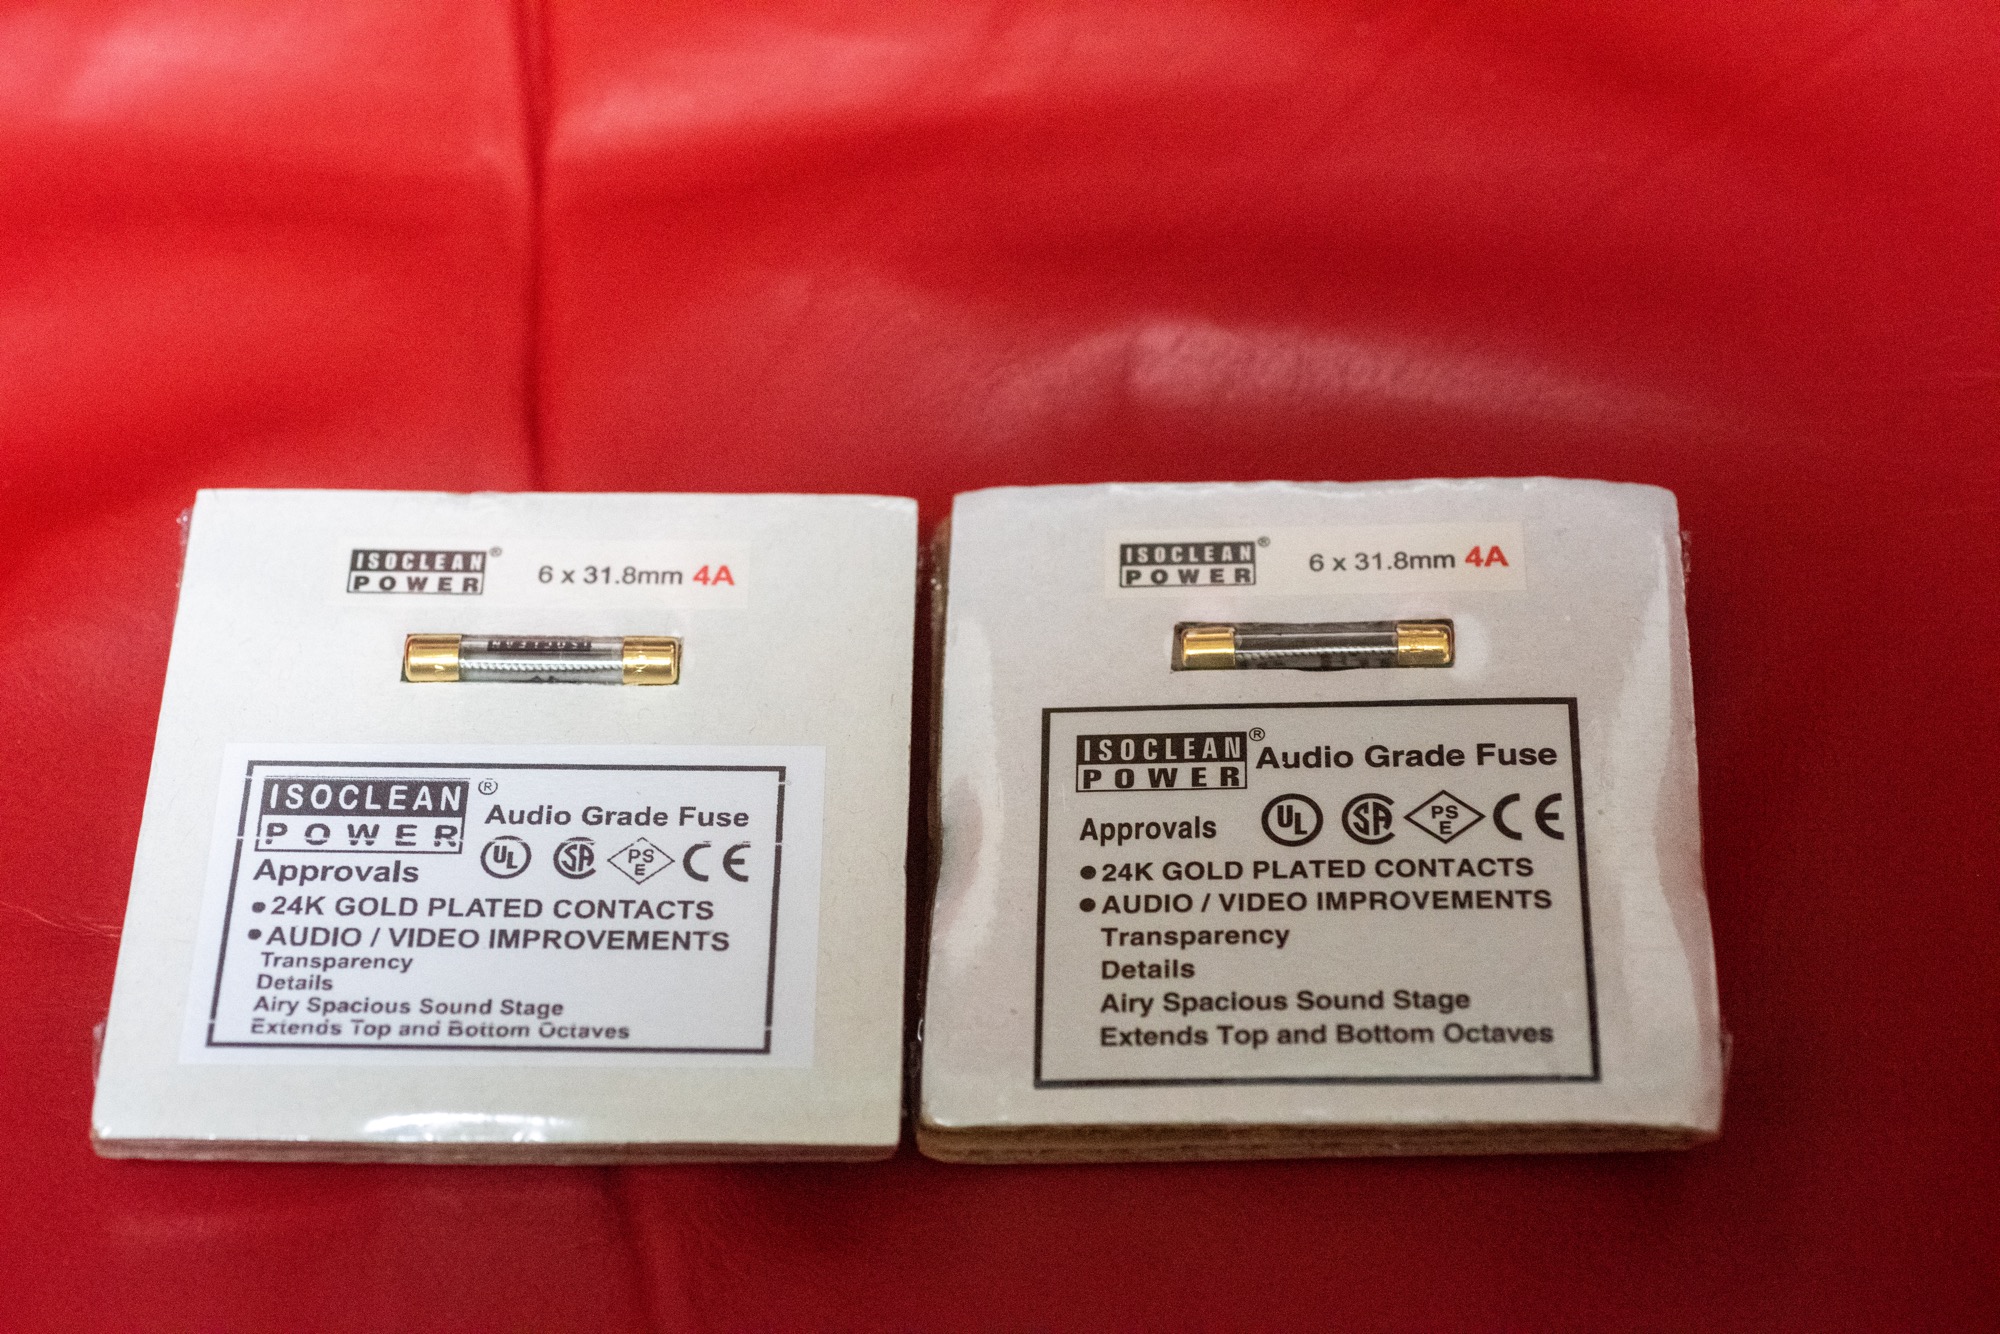 ISOCLEAN®
POWER
6 x 31.8mm 4A
ISOCLEAN
ISOCLEAN®
POWER
Audio Grade Fuse
Approvals UL SA PSE CE
•24K GOLD PLATED CONTACTS
•AUDIO / VIDEO IMPROVEMENTS
Transparency
Details
Airy Spacious Sound Stage
Extends Top and Bottom Octaves
ISOCLEAN®
POWER
6 x 31.8mm 4A
ISOCLEAN®
POWER
Audio Grade Fuse
Approvals UL SA PSE CE
•24K GOLD PLATED CONTACTS
•AUDIO / VIDEO IMPROVEMENTS
Transparency
Details
Airy Spacious Sound Stage
Extends Top and Bottom Octaves